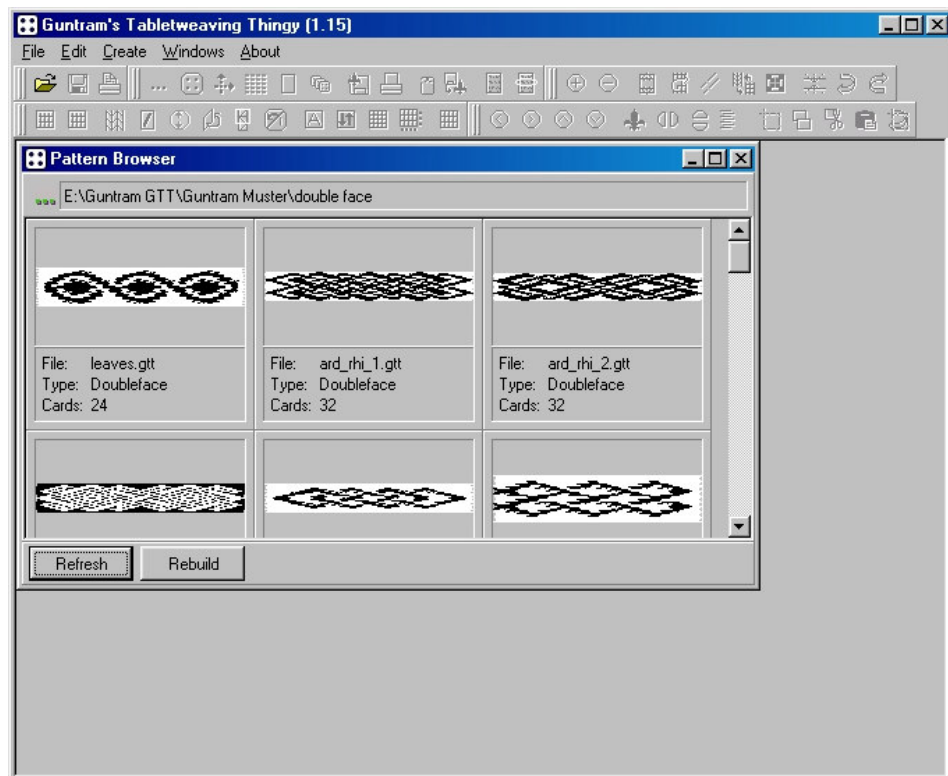 Guntram's Tabletweaving Thingy (1.15)
File Edit Create Windows About
Pattern Browser
E:\Guntram GTT\Guntram Muster\double face
File: leaves.gtt
Type: Doubleface
Cards: 24
File: ard_rhi_1.gtt
Type: Doubleface
Cards: 32
File: ard_rhi_2.gtt
Type: Doubleface
Cards: 32
Refresh Rebuild